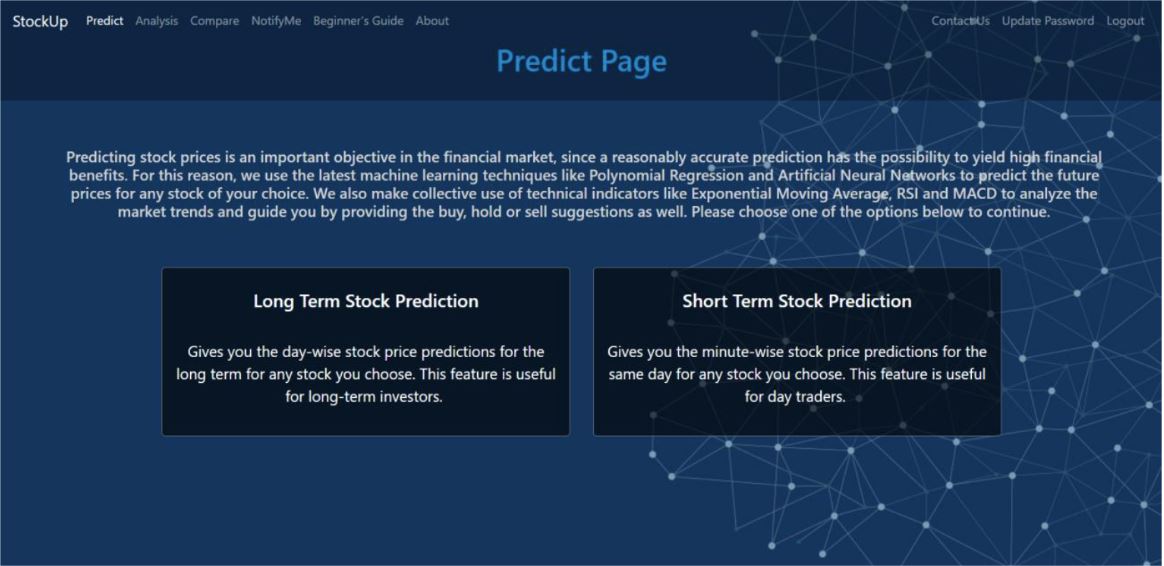 StockUp Predict Analysis Compare NotifyMe Beginner's Guide About Contact Us Update Password Logout
Predict Page
Predicting stock prices is an important objective in the financial market, since a reasonably accurate prediction has the possibility to yield high financial
benefits. For this reason, we use the latest machine learning techniques like Polynomial Regression and Artificial Neural Networks to predict the future
prices for any stock of your choice. We also make collective use of technical indicators like Exponential Moving Average, RSI and MACD to analyze the
market trends and guide you by providing the buy, hold or sell suggestions as well. Please choose one of the options below to continue.
Long Term Stock Prediction
Gives you the day-wise stock price predictions for the
long term for any stock you choose. This feature is useful
for long-term investors.
Short Term Stock Prediction
Gives you the minute-wise stock price predictions for the
same day for any stock you choose. This feature is useful
for day traders.